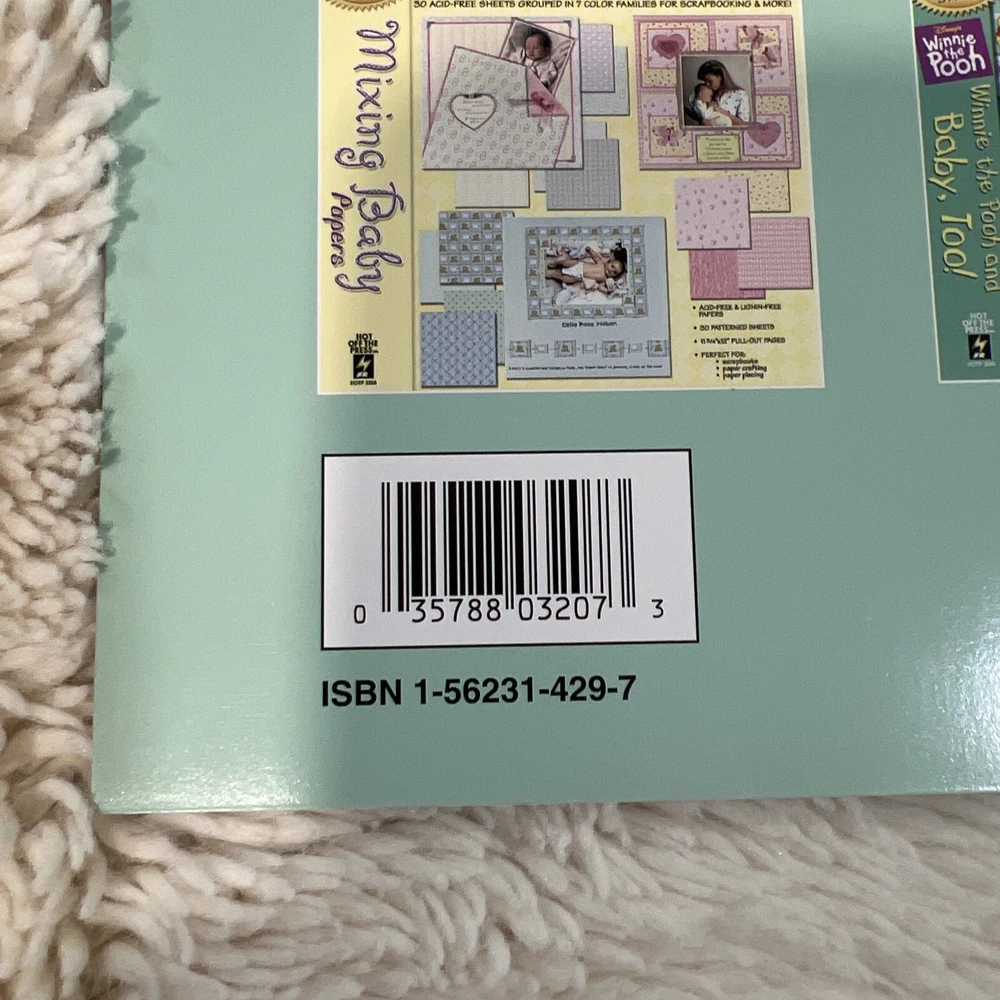 30 ACID-FREE SHEETS GROUPED IN 7 COLOR FAMILIES FOR SCRAPBOOKING & MORE!
Mixing Baby
Papers
HOT
OFF THE
PRESS
• ACID-FREE & LIGNIN-FREE
PAPERS
• 30 PATTERNED SHEETS
PULL-OUT PAGES
• PERFECT FOR:
• scrapbooks
• paper crafting
• paper piecing
Disney's
Winnie
the
Pooh
Winnie the Pooh and
Baby, Too!
HOT
OFF THE
PRESS
0 35788 03207 3
ISBN 1-56231-429-7